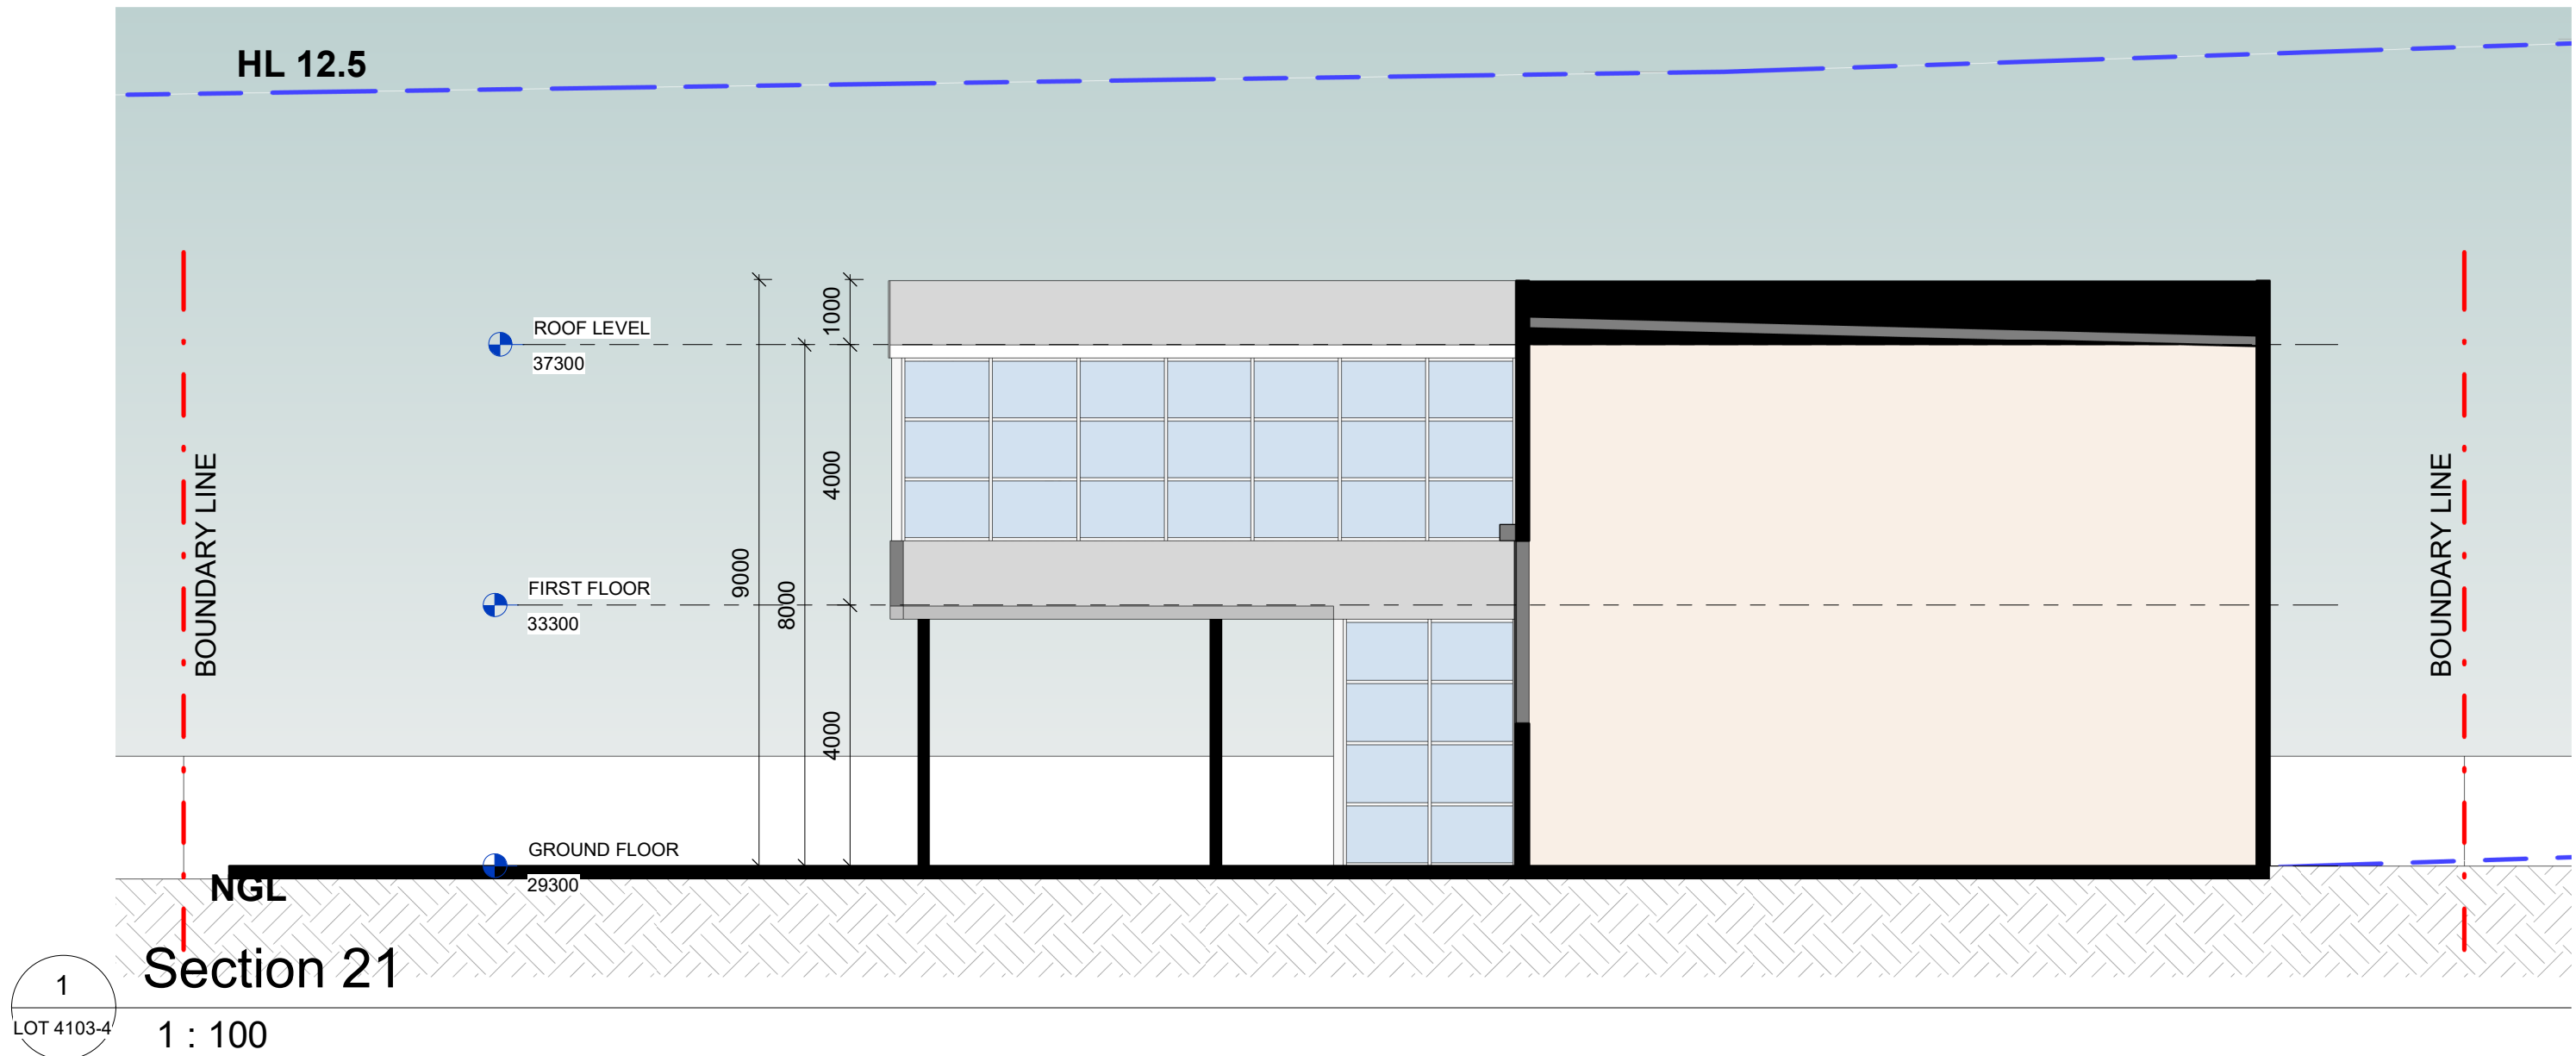 HL 12.5
ROOF LEVEL
37300
1000
4000
BOUNDARY LINE
BOUNDARY LINE
9000
8000
FIRST FLOOR
33300
4000
GROUND FLOOR
29300
NGL
Section 21
1
LOT 4103-4
1 : 100